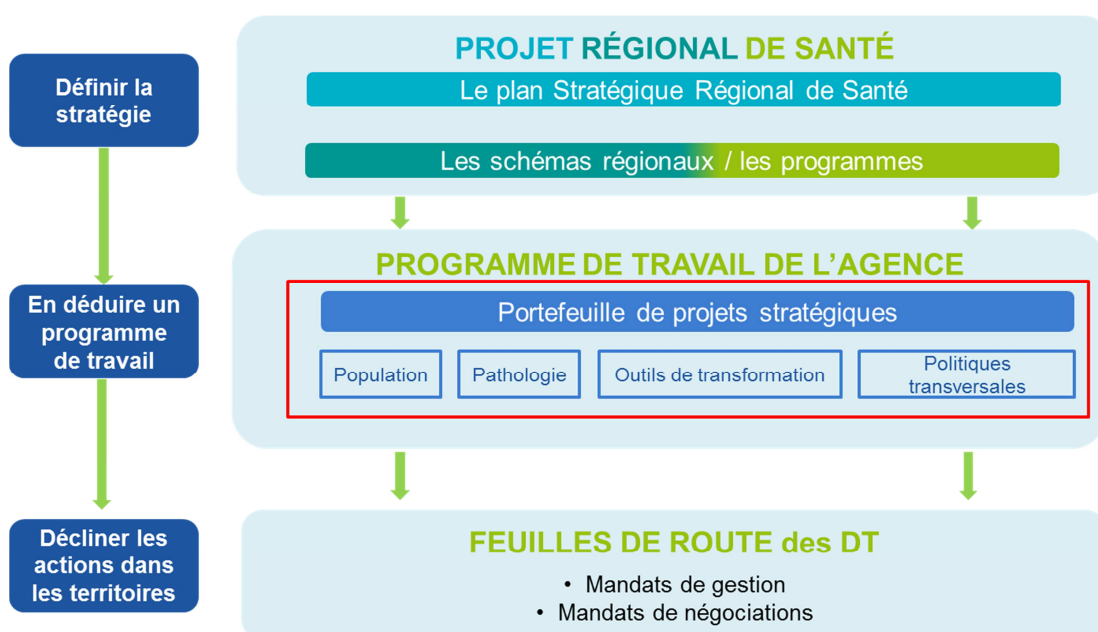 Définir la
stratégie
PROJET RÉGIONAL DE SANTÉ
Le plan Stratégique Régional de Santé
Les schémas régionaux / les programmes
En déduire un
programme
de travail
PROGRAMME DE TRAVAIL DE L’AGENCE
Portefeuille de projets stratégiques
Population
Pathologie
Outils de transformation
Politiques
transversales
Décliner les
actions dans
les territoires
FEUILLES DE ROUTE des DT
• Mandats de gestion
• Mandats de négociations